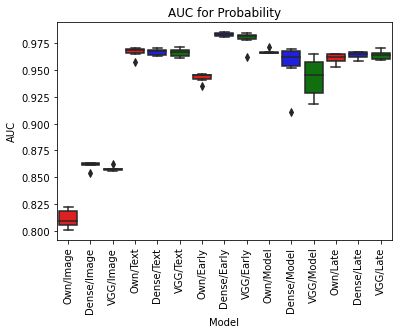 AUC for Probability
AUC
0.975
0.950
0.925
0.900
0.875
0.850
0.825
0.800
Own/Image
Dense/Image
VGG/Image
Own/Text
Dense/Text
VGG/Text
Own/Early
Dense/Early
VGG/Early
Own/Model
Dense/Model
VGG/Model
Own/Late
Dense/Late
VGG/Late
Model